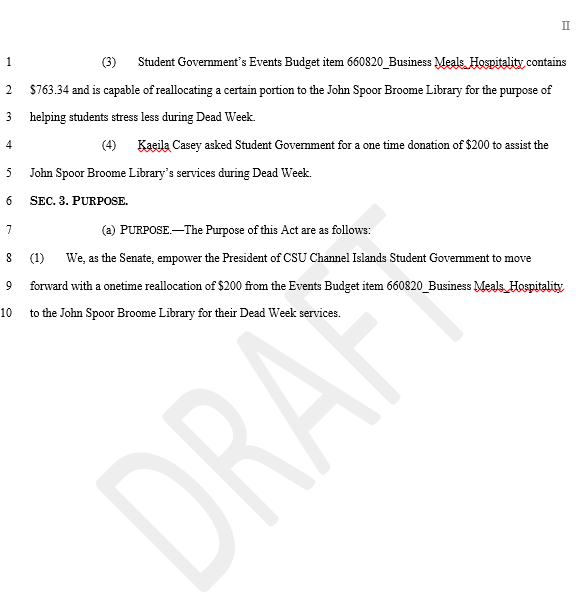 II
1 (3) Student Government's Events Budget item 660820_Business Meals_Hospitality contains
2 $763.34 and is capable of reallocating a certain portion to the John Spoor Broome Library for the purpose of
3 helping students stress less during Dead Week.
4 (4) Kaeila Casey asked Student Government for a one time donation of $200 to assist the
5 John Spoor Broome Library's services during Dead Week.
6 SEC. 3. PURPOSE.
7 (a) PURPOSE.—The Purpose of this Act are as follows:
8 (1) We, as the Senate, empower the President of CSU Channel Islands Student Government to move
9 forward with a onetime reallocation of $200 from the Events Budget item 660820_Business Meals_Hospitality
10 to the John Spoor Broome Library for their Dead Week services.
DRAFT